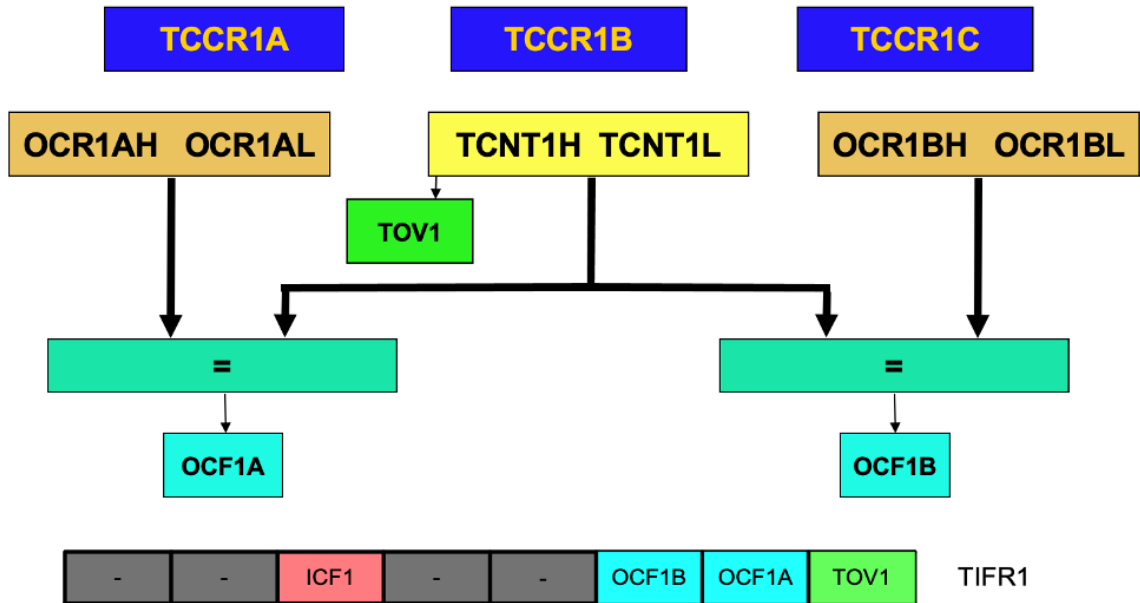 TCCR1A TCCR1B TCCR1C
OCR1AH OCR1AL TCNT1H TCNT1L OCR1BH OCR1BL
TOV1
= =
OCF1A OCF1B
- - ICF1 - - OCF1B OCF1A TOV1 TIFR1